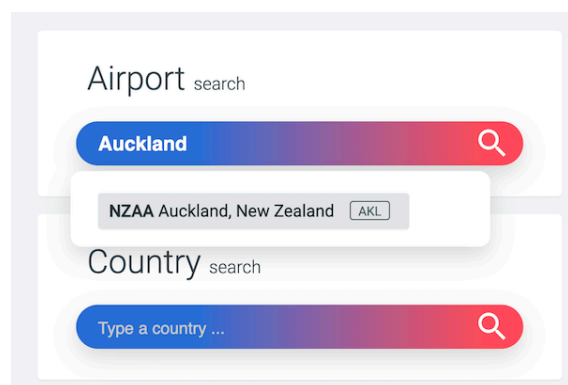 Airport search
Auckland
NZAA Auckland, New Zealand AKL
Country search
Type a country ...